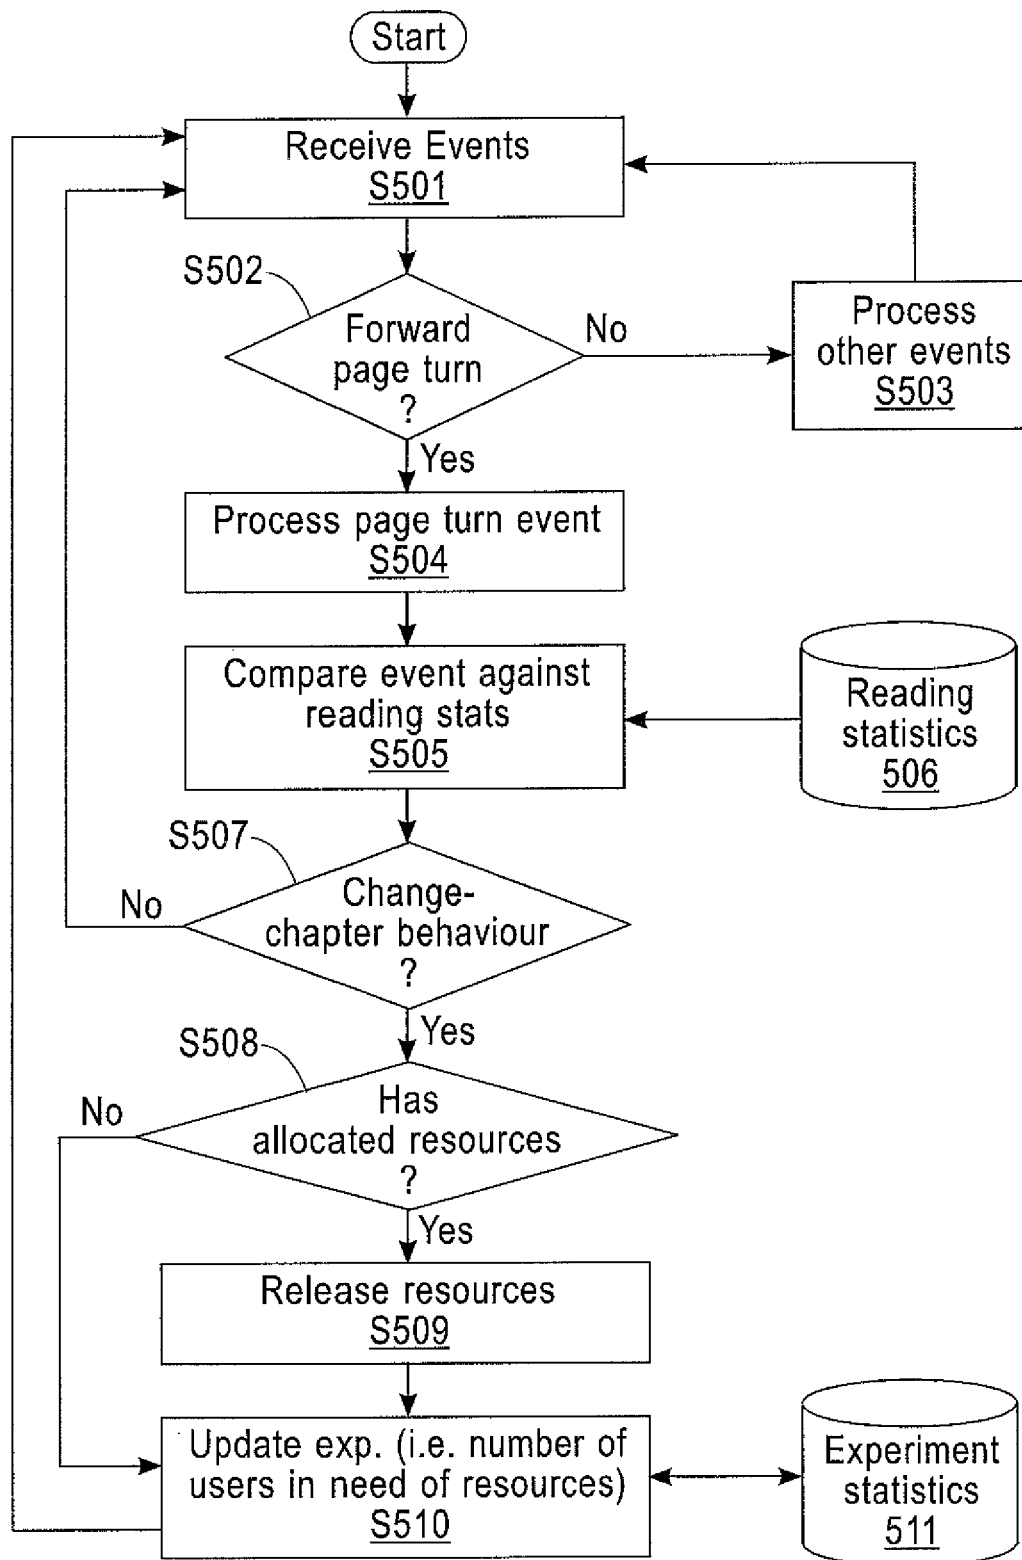 Start
Receive Events
S501
S502
Forward
page turn
?
No
Process
other events
S503
Yes
Process page turn event
S504
Compare event against
reading stats
S505
Reading
statistics
506
S507
Change-
chapter behaviour
?
No
Yes
S508
Has
allocated resources
?
No
Yes
Release resources
S509
Update exp. (i.e. number of
users in need of resources)
S510
Experiment
statistics
511